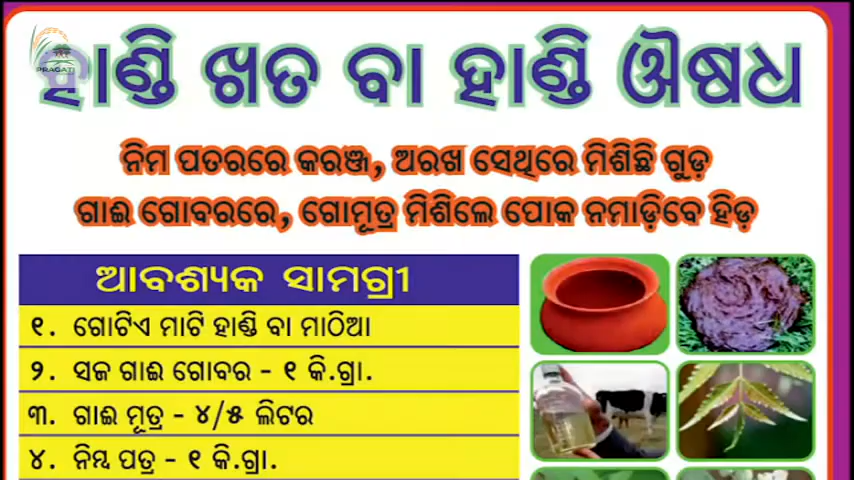 PRAGATI
ହାଣ୍ଡି ଖତ ବା ହାଣ୍ଡି ଔଷଧ
ନିମ ପତରରେ କରଞ୍ଜ, ଅରଖ ସେଥିରେ ମିଶିଛି ଗୁଡ଼
ଗାଈ ଗୋବରରେ, ଗୋମୂତ୍ର ମିଶିଲେ ପୋକ ନମାଡ଼ିବେ ହିଡ଼
ଆବଶ୍ୟକ ସାମଗ୍ରୀ
୧. ଗୋଟିଏ ମାଟି ହାଣ୍ଡି ବା ମାଠିଆ
୨. ସଜ ଗାଈ ଗୋବର - ୧ କି.ଗ୍ରା.
୩. ଗାଈ ମୂତ୍ର - ୪/୫ ଲିଟର
୪. ନିମ୍ବ ପତ୍ର - ୧ କି.ଗ୍ରା.